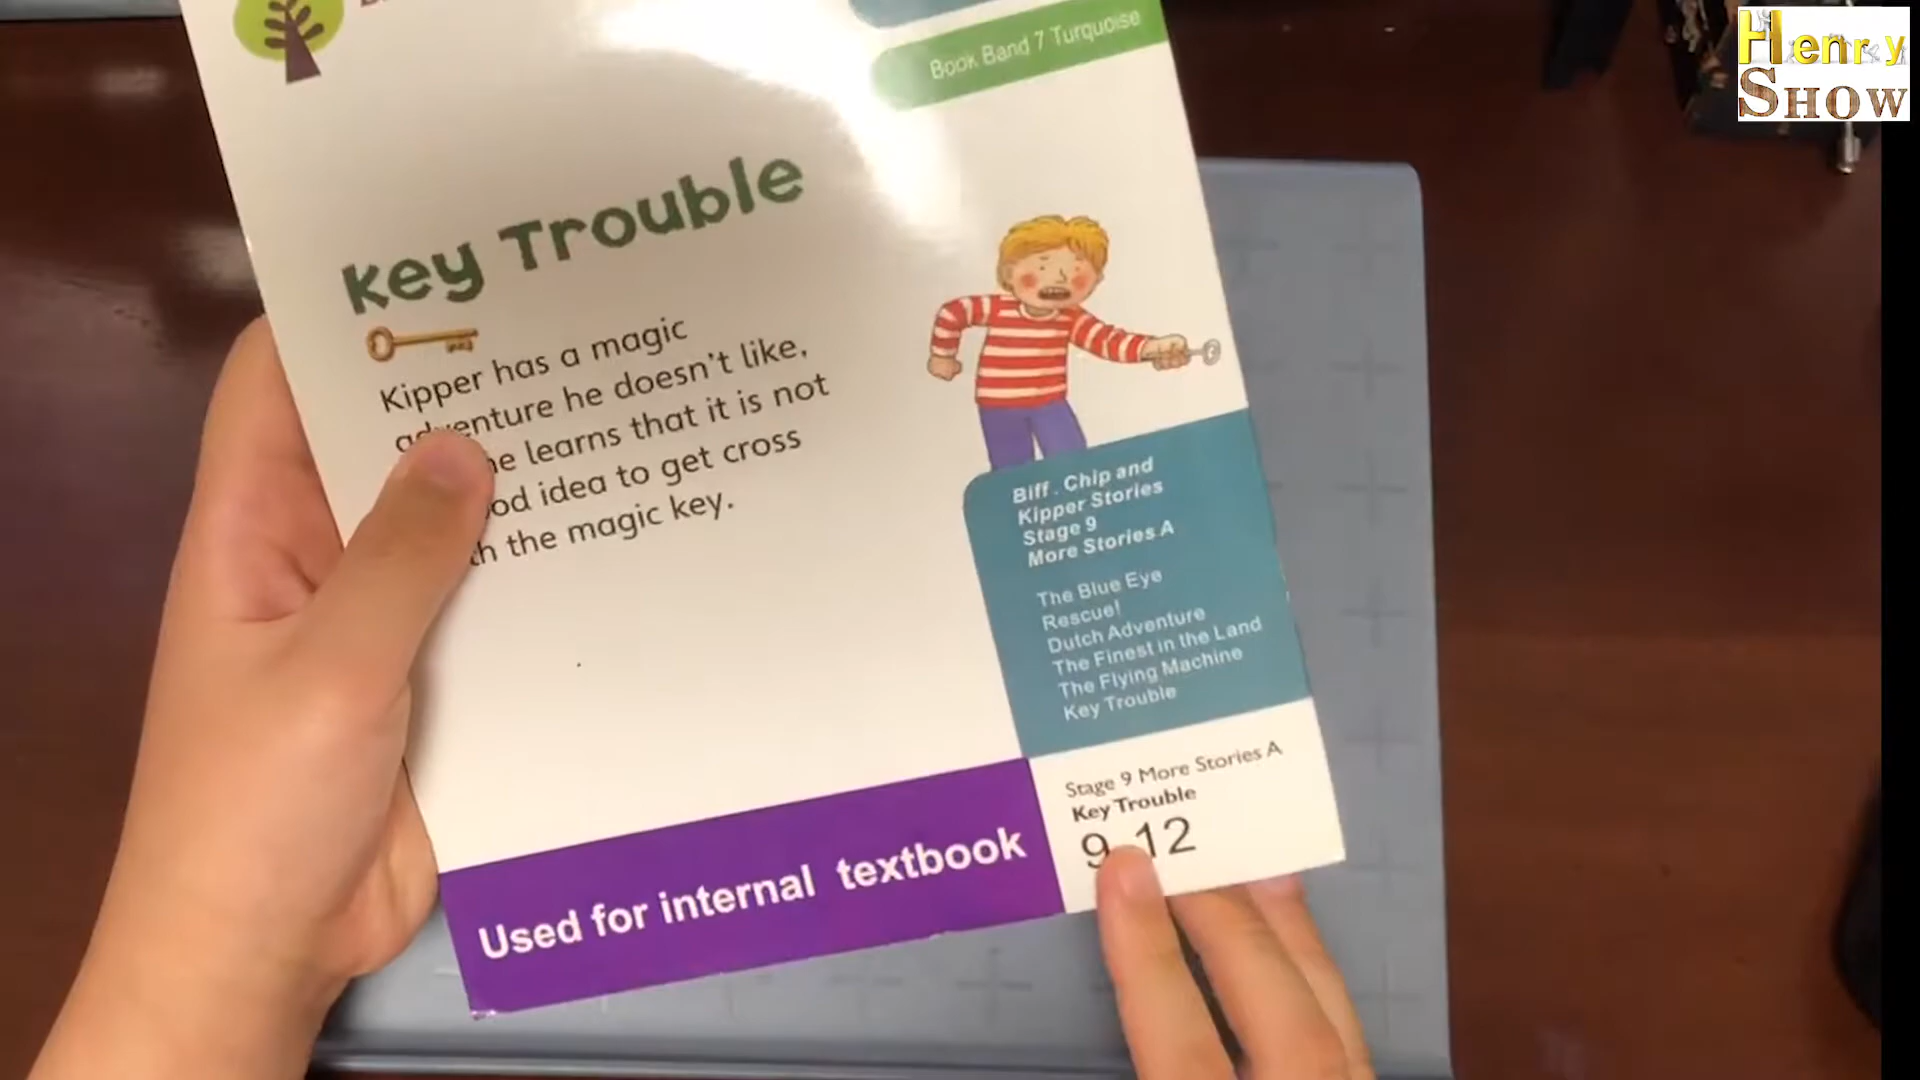 Henry
SHOW
Book Band 7 Turquoise
Key Trouble
Kipper has a magic
adventure he doesn't like,
he learns that it is not
idea to get cross
the magic key.
Biff . Chip and
Kipper Stories
Stage 9
More Stories A
The Blue Eye
Rescue!
Dutch Adventure
The Finest in the Land
The Flying Machine
Key Trouble
Stage 9 More Stories A
Key Trouble
9 12
Used for internal textbook